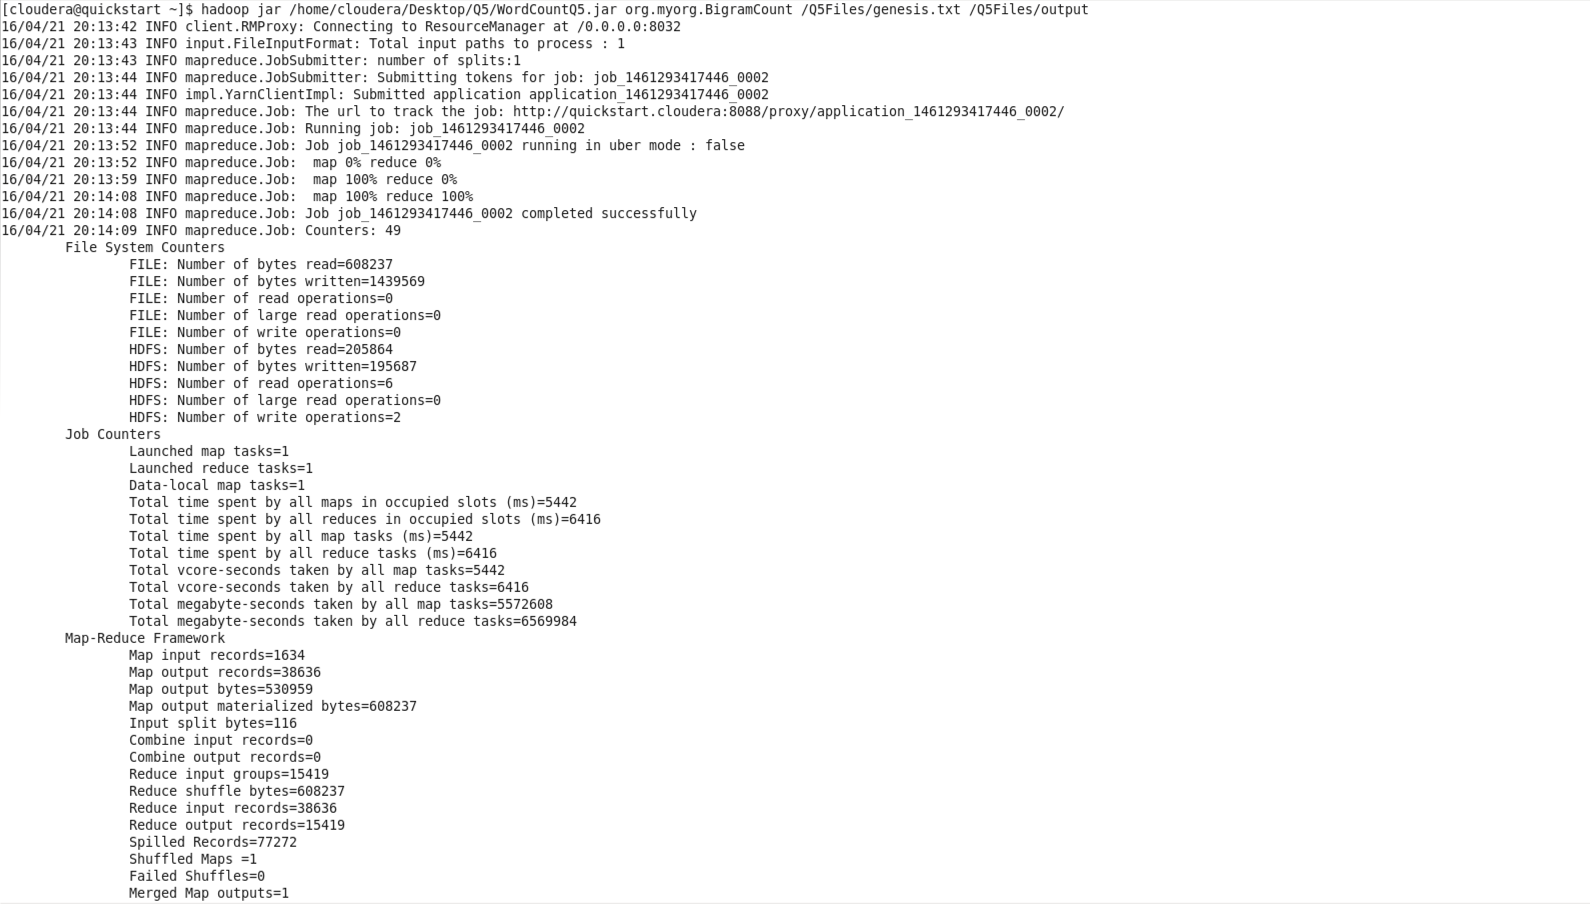 [cloudera@quickstart ~]$ hadoop jar /home/cloudera/Desktop/Q5/WordCountQ5.jar org.myorg.BigramCount /Q5Files/genesis.txt /Q5Files/output
16/04/21 20:13:42 INFO client.RMProxy: Connecting to ResourceManager at /0.0.0.0:8032
16/04/21 20:13:43 INFO input.FileInputFormat: Total input paths to process : 1
16/04/21 20:13:43 INFO mapreduce.JobSubmitter: number of splits:1
16/04/21 20:13:44 INFO mapreduce.JobSubmitter: Submitting tokens for job: job_1461293417446_0002
16/04/21 20:13:44 INFO impl.YarnClientImpl: Submitted application application_1461293417446_0002
16/04/21 20:13:44 INFO mapreduce.Job: The url to track the job: http://quickstart.cloudera:8088/proxy/application_1461293417446_0002/
16/04/21 20:13:44 INFO mapreduce.Job: Running job: job_1461293417446_0002
16/04/21 20:13:52 INFO mapreduce.Job: Job job_1461293417446_0002 running in uber mode : false
16/04/21 20:13:52 INFO mapreduce.Job:  map 0% reduce 0%
16/04/21 20:13:59 INFO mapreduce.Job:  map 100% reduce 0%
16/04/21 20:14:08 INFO mapreduce.Job:  map 100% reduce 100%
16/04/21 20:14:08 INFO mapreduce.Job: Job job_1461293417446_0002 completed successfully
16/04/21 20:14:09 INFO mapreduce.Job: Counters: 49
File System Counters
FILE: Number of bytes read=608237
FILE: Number of bytes written=1439569
FILE: Number of read operations=0
FILE: Number of large read operations=0
FILE: Number of write operations=0
HDFS: Number of bytes read=205864
HDFS: Number of bytes written=195687
HDFS: Number of read operations=6
HDFS: Number of large read operations=0
HDFS: Number of write operations=2
Job Counters
Launched map tasks=1
Launched reduce tasks=1
Data-local map tasks=1
Total time spent by all maps in occupied slots (ms)=5442
Total time spent by all reduces in occupied slots (ms)=6416
Total time spent by all map tasks (ms)=5442
Total time spent by all reduce tasks (ms)=6416
Total vcore-seconds taken by all map tasks=5442
Total vcore-seconds taken by all reduce tasks=6416
Total megabyte-seconds taken by all map tasks=5572608
Total megabyte-seconds taken by all reduce tasks=6569984
Map-Reduce Framework
Map input records=1634
Map output records=38636
Map output bytes=530959
Map output materialized bytes=608237
Input split bytes=116
Combine input records=0
Combine output records=0
Reduce input groups=15419
Reduce shuffle bytes=608237
Reduce input records=38636
Reduce output records=15419
Spilled Records=77272
Shuffled Maps =1
Failed Shuffles=0
Merged Map outputs=1